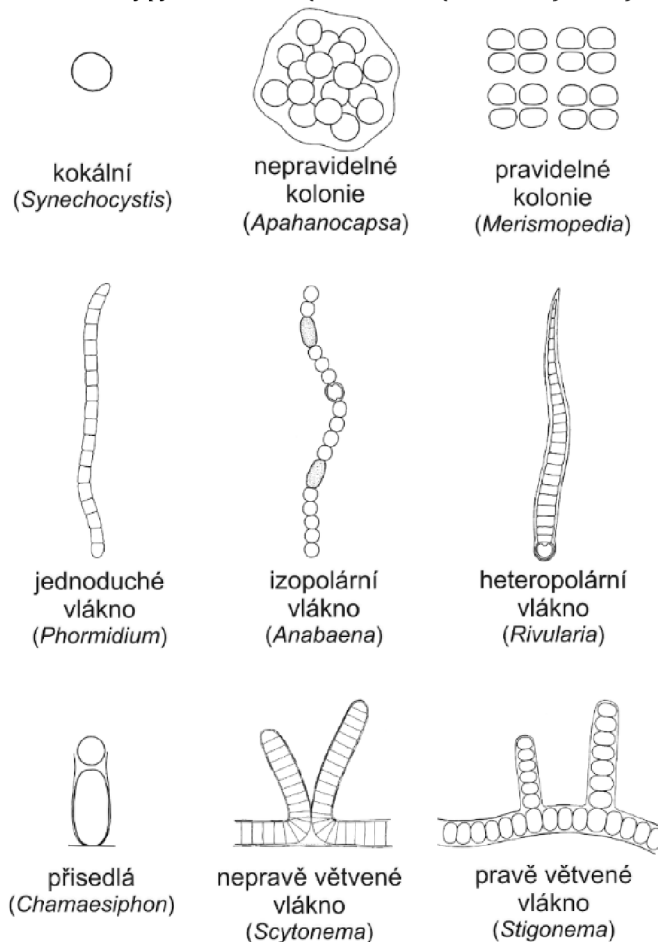 kokální
(Synechocystis)
nepravidelné
kolonie
(Apahanocapsa)
pravidelné
kolonie
(Merismopedia)
jednoduché
vlákno
(Phormidium)
izopolární
vlákno
(Anabaena)
heteropolární
vlákno
(Rivularia)
přisedlá
(Chamaesiphon)
nepravě větvené
vlákno
(Scytonema)
pravě větvené
vlákno
(Stigonema)